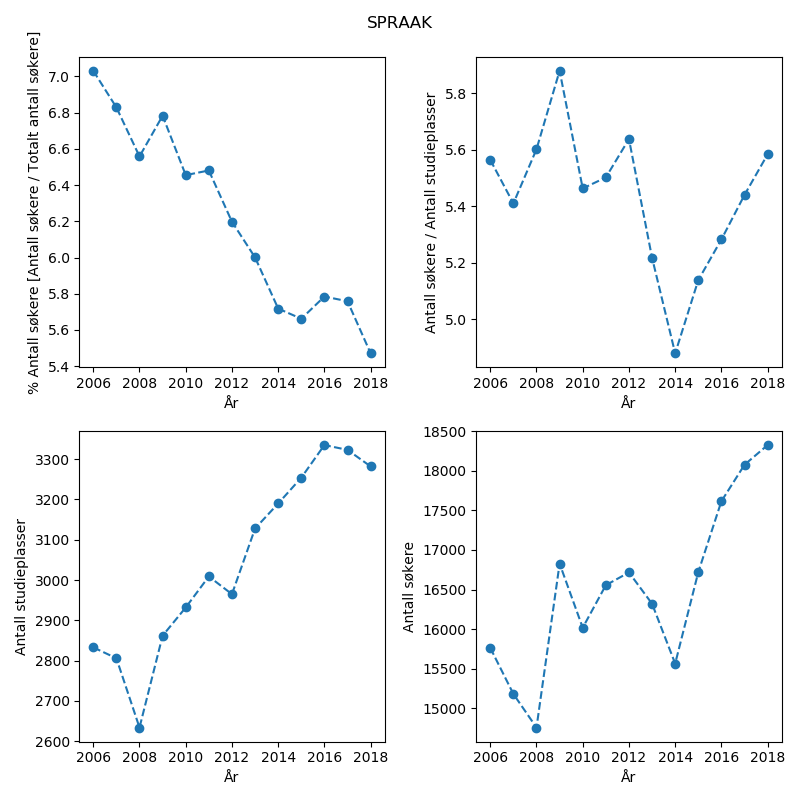 SPRAAK
% Antall søkere [Antall søkere / Totalt antall søkere]
7.0
6.8
6.6
6.4
6.2
6.0
5.8
5.6
5.4
2006 2008 2010 2012 2014 2016 2018
År
Antall søkere / Antall studieplasser
5.8
5.6
5.4
5.2
5.0
2006 2008 2010 2012 2014 2016 2018
År
Antall studieplasser
3300
3200
3100
3000
2900
2800
2700
2600
2006 2008 2010 2012 2014 2016 2018
År
Antall søkere
18500
18000
17500
17000
16500
16000
15500
15000
2006 2008 2010 2012 2014 2016 2018
År